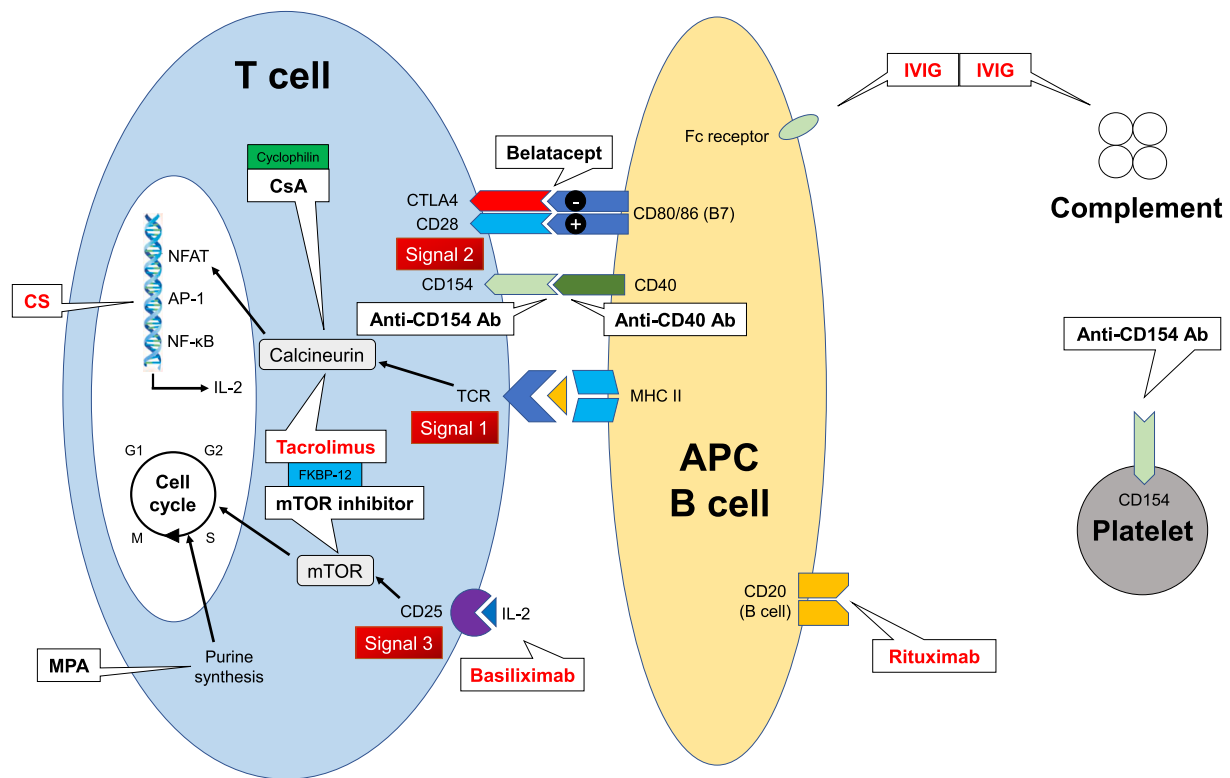 T cell
IVIG
IVIG
Fc receptor
Complement
Belatacept
Cyclophilin
CsA
CTLA4
-
CD80/86 (B7)
CD28
+
Signal 2
CD154
CD40
Anti-CD154 Ab
Anti-CD40 Ab
NFAT
CS
AP-1
NF-κB
IL-2
Calcineurin
TCR
MHC II
Signal 1
Tacrolimus
FKBP-12
mTOR inhibitor
G1
G2
Cell
cycle
M
S
mTOR
CD25
IL-2
Signal 3
Basiliximab
MPA
Purine
synthesis
APC
B cell
CD20
(B cell)
Rituximab
Anti-CD154 Ab
CD154
Platelet